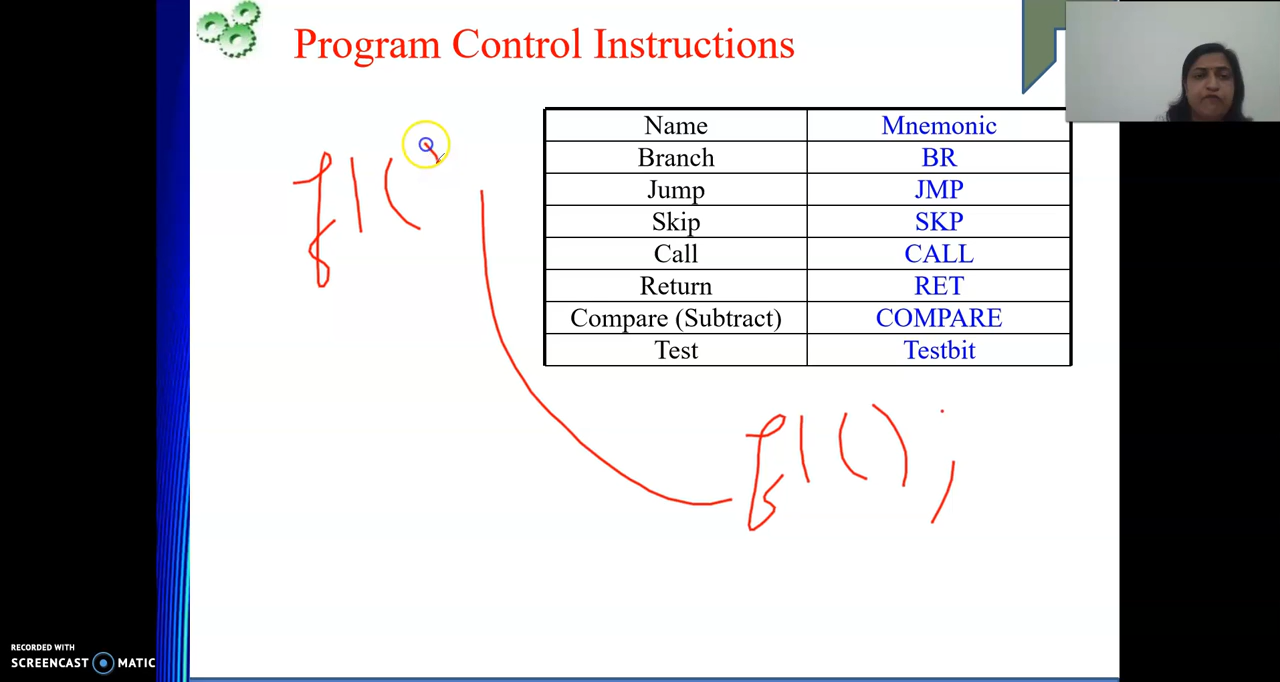 Program Control Instructions
Name Mnemonic
Branch BR
Jump JMP
Skip SKP
Call CALL
Return RET
Compare (Subtract) COMPARE
Test Testbit
f1()
f1();
RECORDED WITH
SCREENCAST MATIC